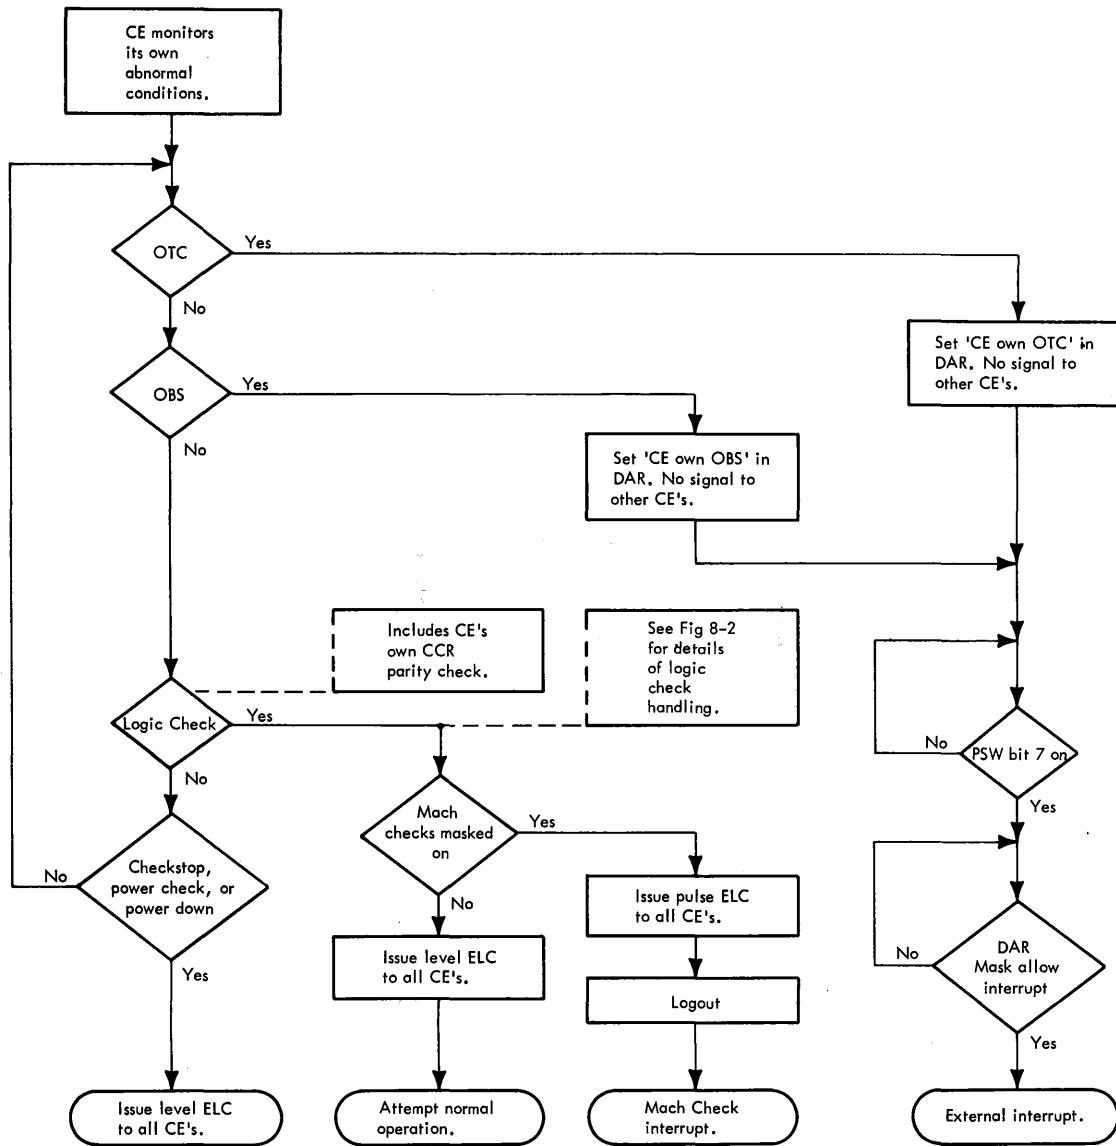 CE monitors
its own
abnormal
conditions.
OTC
Yes
No
Set 'CE own OTC' in
DAR. No signal to
other CE's.
OBS
Yes
No
Set 'CE own OBS' in
DAR. No signal to
other CE's.
Includes CE's
own CCR
parity check.
See Fig 8-2
for details
of logic
check
handling.
Logic Check
Yes
No
PSW bit 7 on
No
Yes
Mach
checks masked
on
Yes
No
Checkstop,
power check, or
power down
No
Yes
Issue pulse ELC
to all CE's.
Issue level ELC
to all CE's.
Logout
DAR
Mask allow
interrupt
No
Yes
Issue level ELC
to all CE's.
Attempt normal
operation.
Mach Check
interrupt.
External interrupt.